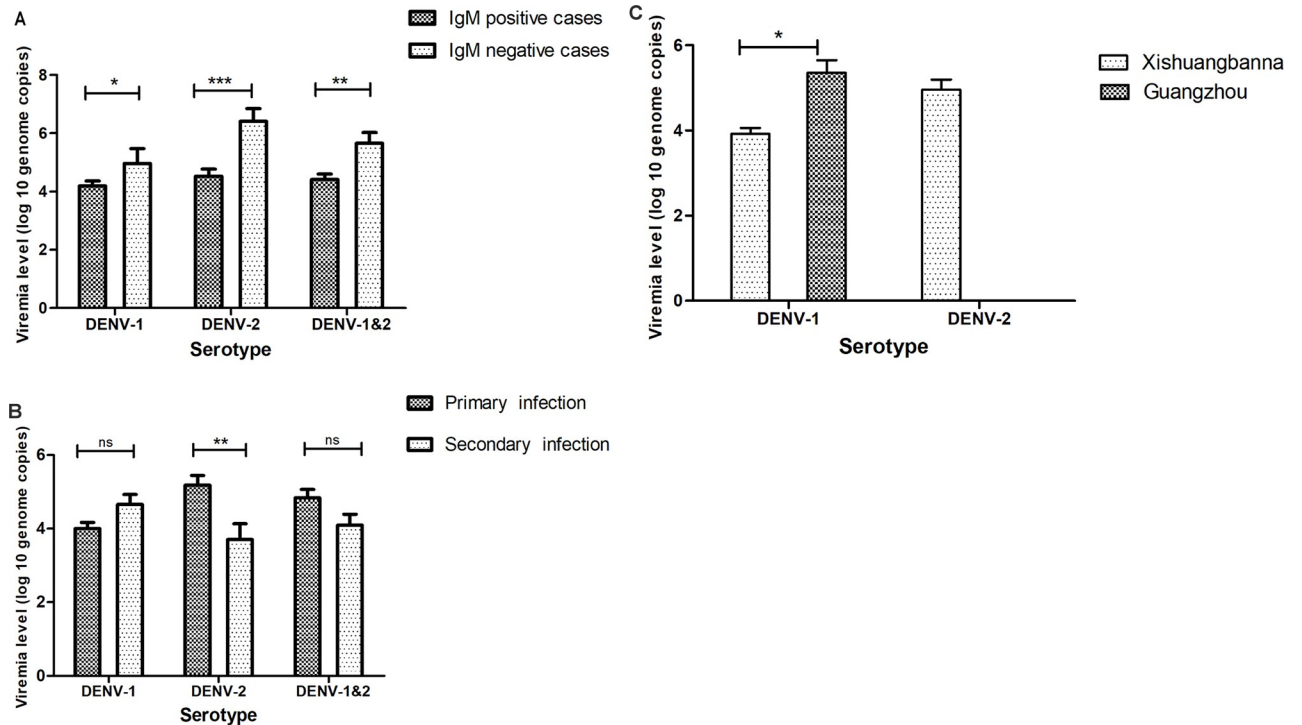 A
IgM positive cases
IgM negative cases
Viremia level (log 10 genome copies)
8
6
4
2
0
*
***
**
DENV-1
DENV-2
DENV-1&2
Serotype
B
Primary infection
Secondary infection
Viremia level (log 10 genome copies)
6
4
2
0
ns
**
ns
DENV-1
DENV-2
DENV-1&2
Serotype
C
Xishuangbanna
Guangzhou
Viremia level (log 10 genome copies)
6
4
2
0
*
DENV-1
DENV-2
Serotype